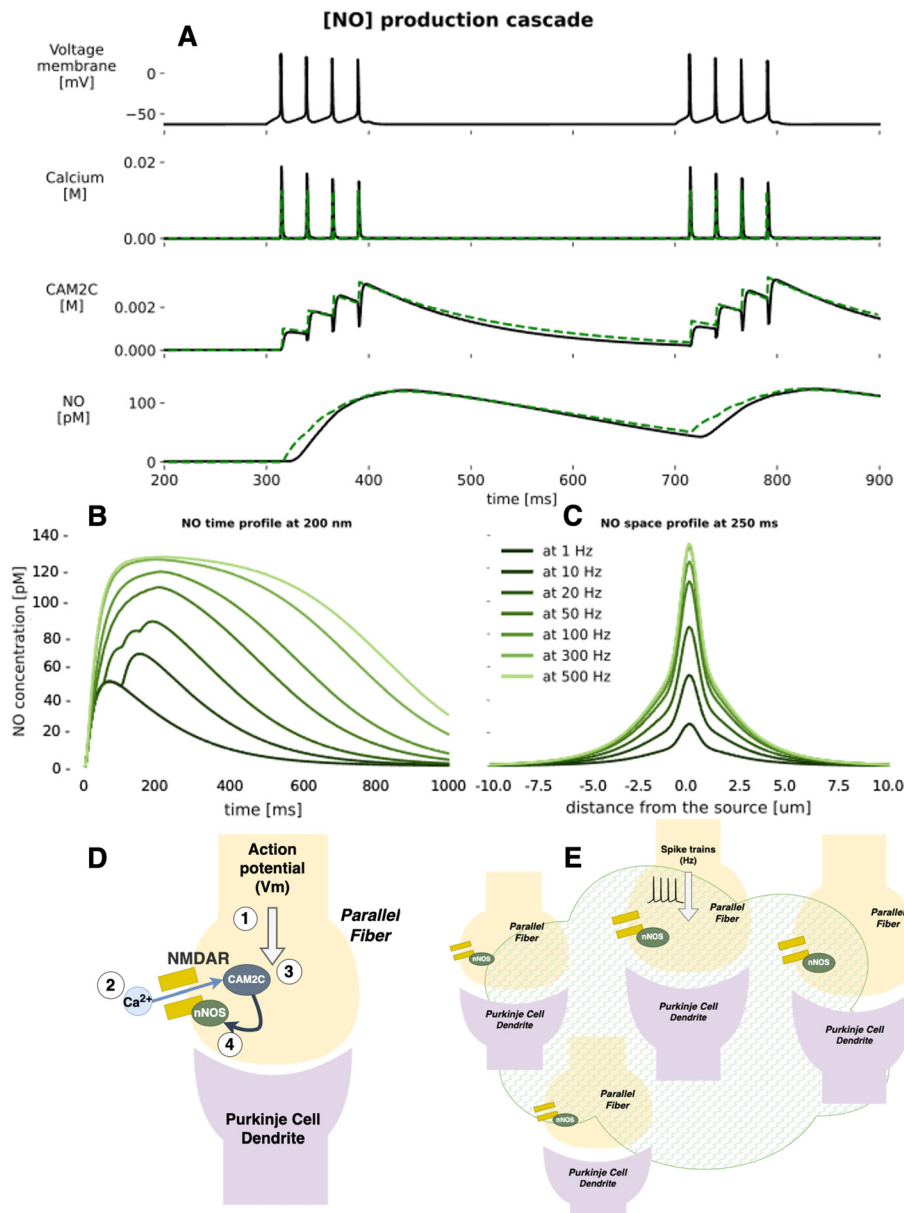 [NO] production cascade
A
Voltage
membrane
[mV]
0
−50
Calcium
[M]
0.02
0.00
CAM2C
[M]
0.002
0.000
NO
[pM]
100
0
200 300 400 500 600 700 800 900
time [ms]
B
NO time profile at 200 nm
NO concentration [pM]
140 -
120 -
100 -
80 -
60 -
40 -
20 -
0 -
0 200 400 600 800 1000
time [ms]
C
NO space profile at 250 ms
at 1 Hz
at 10 Hz
at 20 Hz
at 50 Hz
at 100 Hz
at 300 Hz
at 500 Hz
-10.0 -7.5 -5.0 -2.5 0.0 2.5 5.0 7.5 10.0
distance from the source [um]
D
Action
potential
(Vm)
1
Parallel
Fiber
NMDAR
2
Ca2+
CAM2C
3
nNOS
4
Purkinje Cell
Dendrite
E
Spike trains
(Hz)
Parallel
Fiber
nNOS
Purkinje Cell
Dendrite
Parallel
Fiber
nNOS
Purkinje Cell
Dendrite
Parallel
Fiber
nNOS
Purkinje Cell
Dendrite
Parallel
Fiber
nNOS
Purkinje Cell
Dendrite